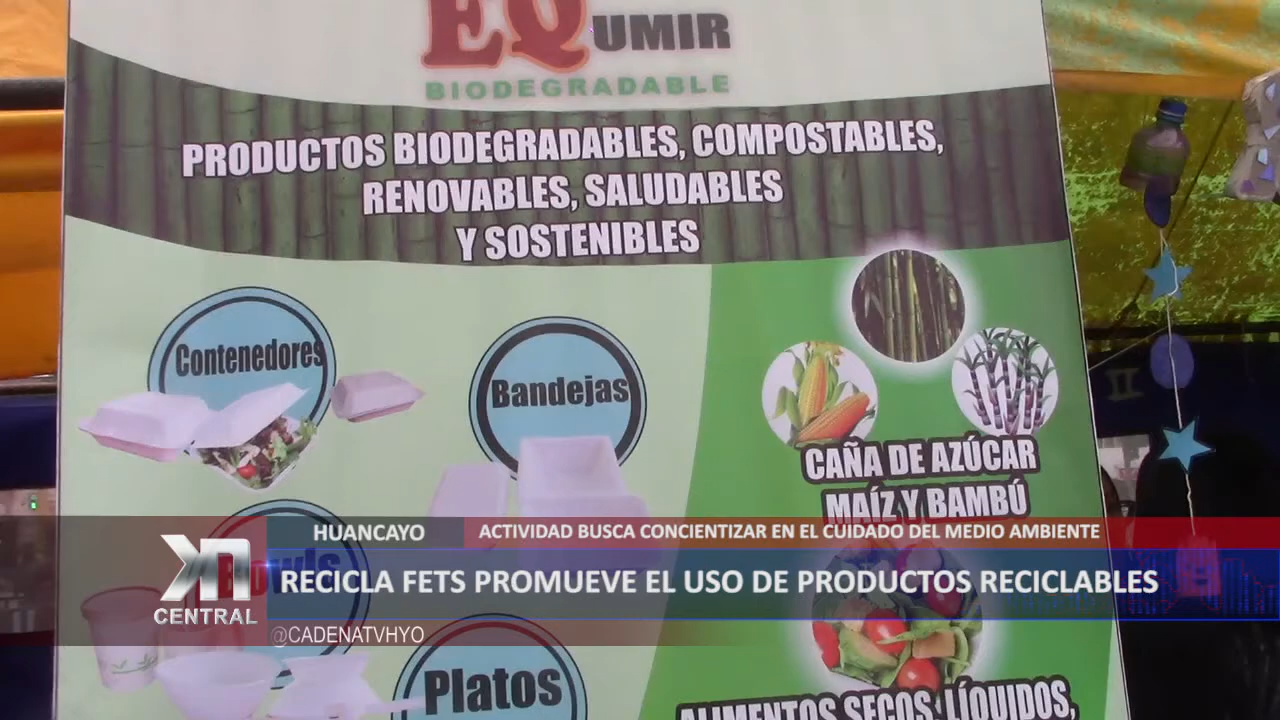 EQUMIR
BIODEGRADABLE
PRODUCTOS BIODEGRADABLES, COMPOSTABLES,
RENOVABLES, SALUDABLES
Y SOSTENIBLES
Contenedores
Bandejas
CAÑA DE AZÚCAR
MAÍZ Y BAMBÚ
HUANCAYO
ACTIVIDAD BUSCA CONCIENTIZAR EN EL CUIDADO DEL MEDIO AMBIENTE
Bowls
RECICLA FETS PROMUEVE EL USO DE PRODUCTOS RECICLABLES
CENTRAL
@CADENATVHYO
Platos
ALIMENTOS SECOS, LÍQUIDOS,